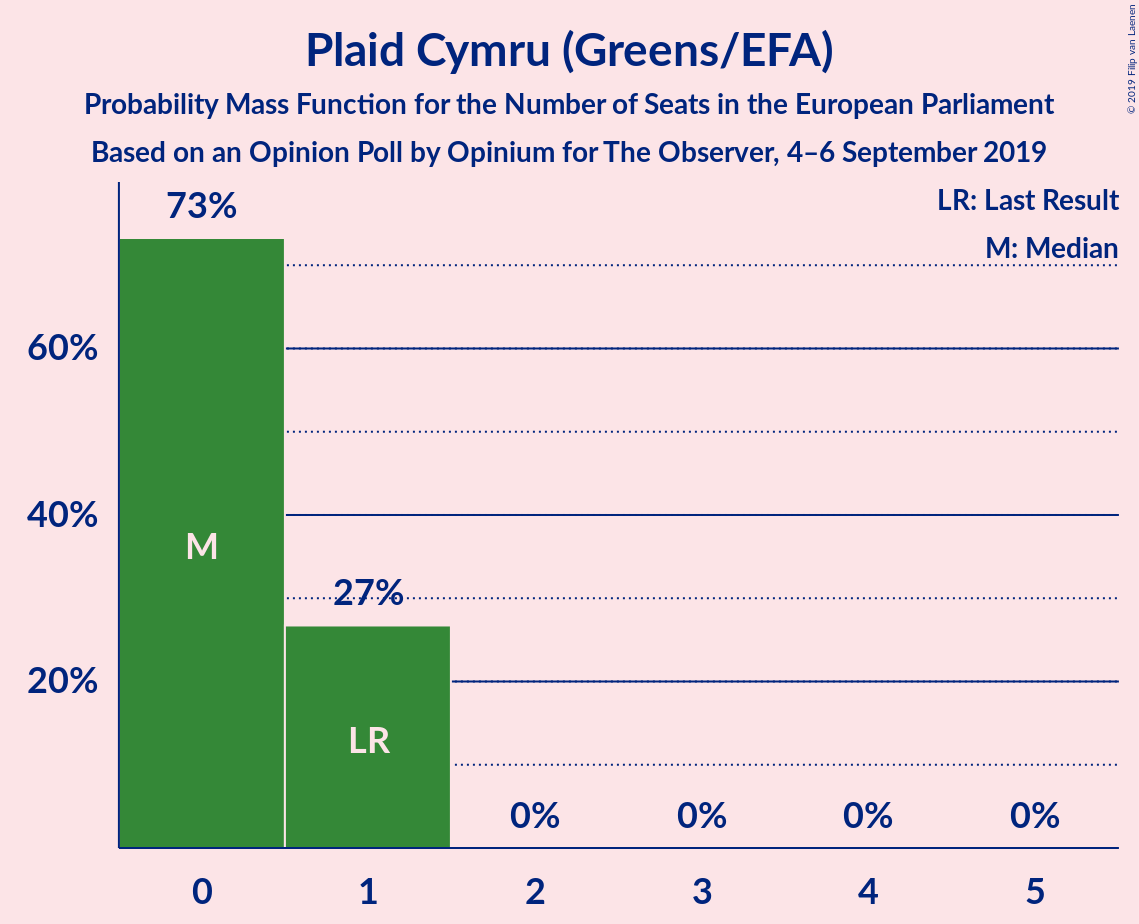 Plaid Cymru (Greens/EFA)
Probability Mass Function for the Number of Seats in the European Parliament
Based on an Opinion Poll by Opinium for The Observer, 4–6 September 2019
© 2019 Filip van Laenen
LR: Last Result
M: Median
73%
60%
40%
20%
M
27%
LR
0%
0%
0%
0%
0
1
2
3
4
5